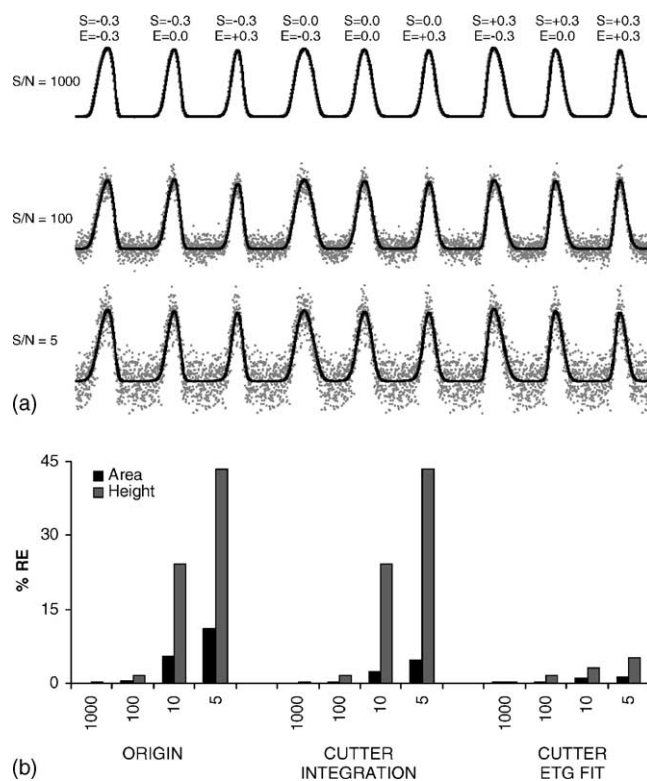 S=–0.3 S=–0.3 S=–0.3 S=0.0 S=0.0 S=0.0 S=+0.3 S=+0.3 S=+0.3
E=–0.3 E=0.0 E=+0.3 E=–0.3 E=0.0 E=+0.3 E=–0.3 E=0.0 E=+0.3
S/N = 1000
S/N = 100
S/N = 5
(a)
45
30
15
0
% RE
Area
Height
1000 100 10 5 1000 100 10 5 1000 100 10 5
ORIGIN CUTTER CUTTER
INTEGRATION ETG FIT
(b)